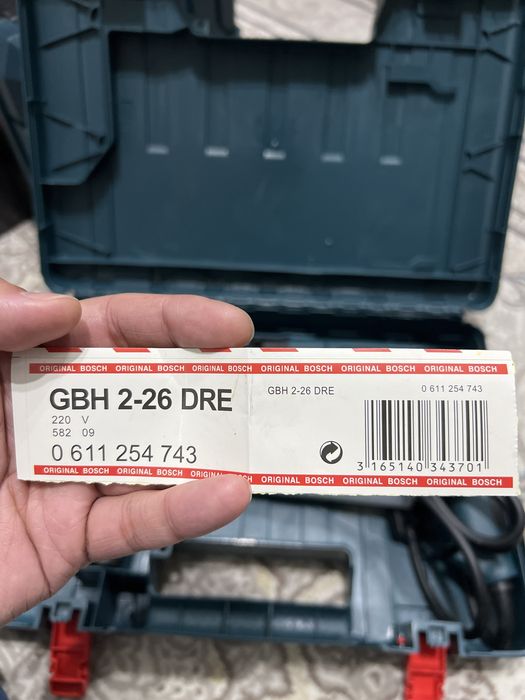 ORIGINAL BOSCH ORIGINAL BOSCH ORIGINAL BOSCH ORIGINAL BOSCH ORIGINAL BOSCH ORIGINAL BOSCH
GBH 2-26 DRE
220 V
582 09
0 611 254 743
GBH 2-26 DRE
0 611 254 743
3 165140 343701
ORIGINAL BOSCH ORIGINAL BOSCH ORIGINAL BOSCH ORIGINAL BOSCH ORIGINAL BOSCH ORIGINAL BOSCH